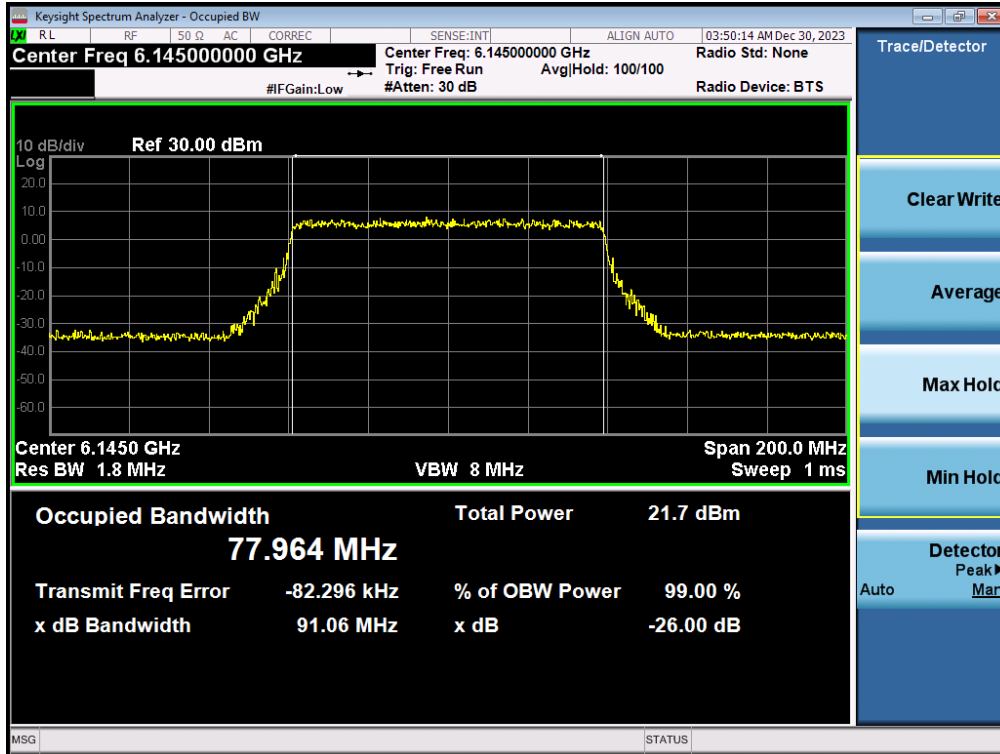 Keysight Spectrum Analyzer - Occupied BW
LXI RL RF 50 Ω AC CORREC SENSE:INT ALIGN AUTO 03:50:14 AM Dec 30, 2023
Center Freq 6.145000000 GHz
Center Freq: 6.145000000 GHz Radio Std: None
Trig: Free Run Avg|Hold: 100/100
#IFGain:Low #Atten: 30 dB Radio Device: BTS
Trace/Detector
10 dB/div Ref 30.00 dBm
Log
20.0
10.0
0.00
-10.0
-20.0
-30.0
-40.0
-50.0
-60.0
Center 6.1450 GHz Span 200.0 MHz
Res BW 1.8 MHz VBW 8 MHz Sweep 1 ms
Clear Write
Average
Max Hold
Min Hold
Detector
Peak▶
Auto Man
Occupied Bandwidth Total Power 21.7 dBm
77.964 MHz
Transmit Freq Error -82.296 kHz % of OBW Power 99.00 %
x dB Bandwidth 91.06 MHz x dB -26.00 dB
MSG STATUS